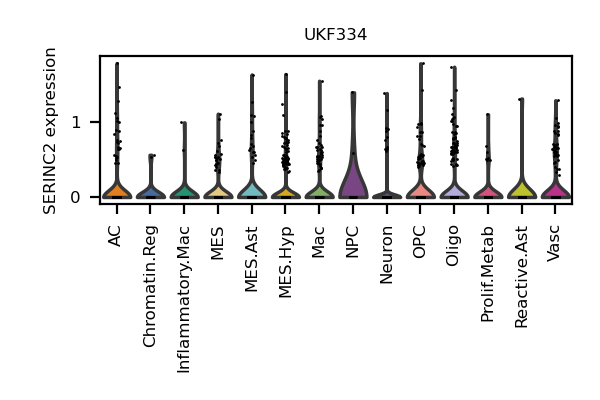 UKF334
SERINC2 expression
1
0
AC
Chromatin.Reg
Inflammatory.Mac
MES
MES.Ast
MES.Hyp
Mac
NPC
Neuron
OPC
Oligo
Prolif.Metab
Reactive.Ast
Vasc